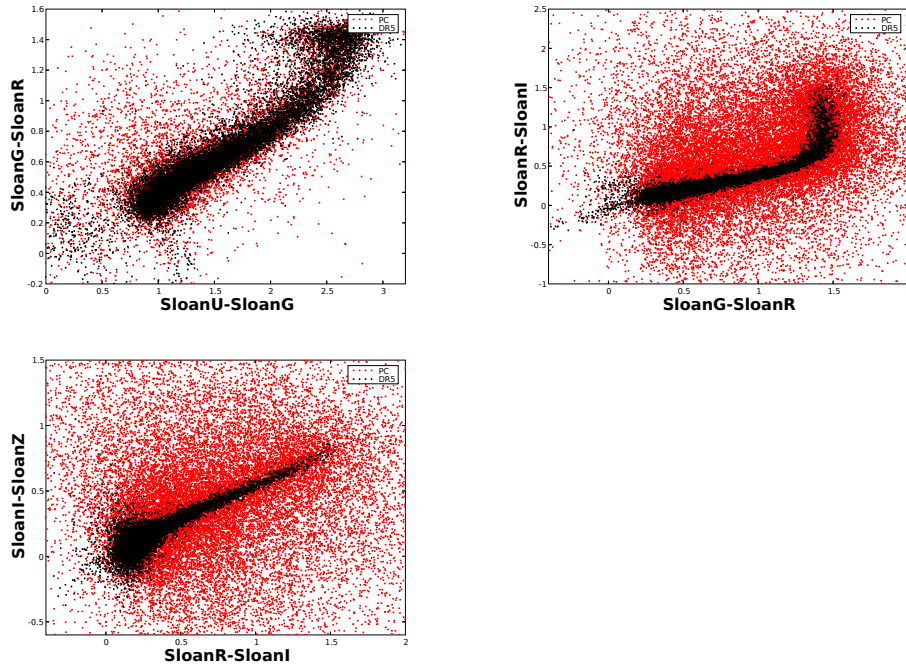 1.6
1.4
1.2
1
0.8
0.6
0.4
0.2
0
-0.2
SloanG-SloanR
PC
DR5
0 0.5 1 1.5 2 2.5 3
SloanU-SloanG
2.5
2
1.5
1
0.5
0
-0.5
-1
SloanR-SloanI
PC
DR5
0 0.5 1 1.5
SloanG-SloanR
1.5
1
0.5
0
-0.5
SloanI-SloanZ
PC
DR5
0 0.5 1 1.5 2
SloanR-SloanI